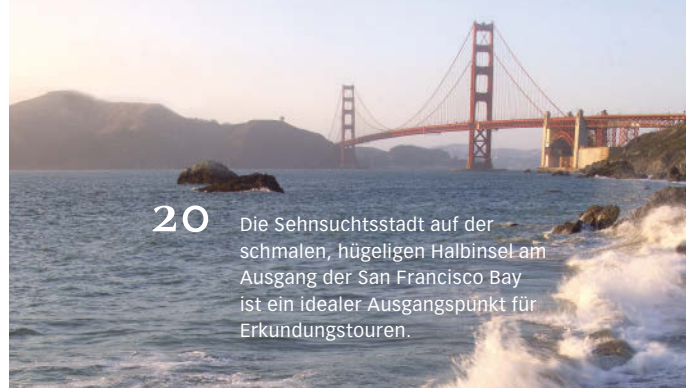 20
Die Sehnsuchtsstadt auf der
schmalen, hügeligen Halbinsel am
Ausgang der San Francisco Bay
ist ein idealer Ausgangspunkt für
Erkundungstouren.